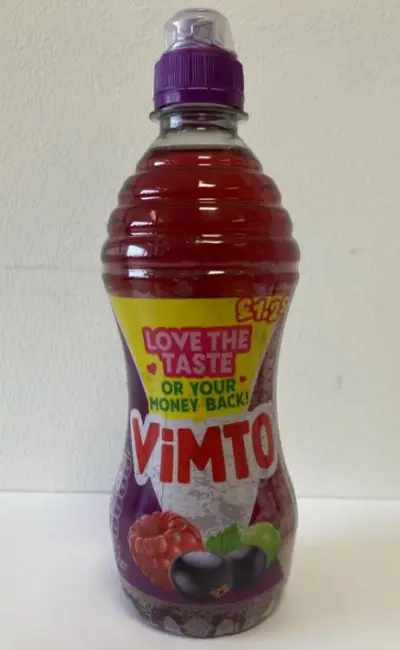 LOVE THE
TASTE
OR YOUR
MONEY BACK!
ViMTO